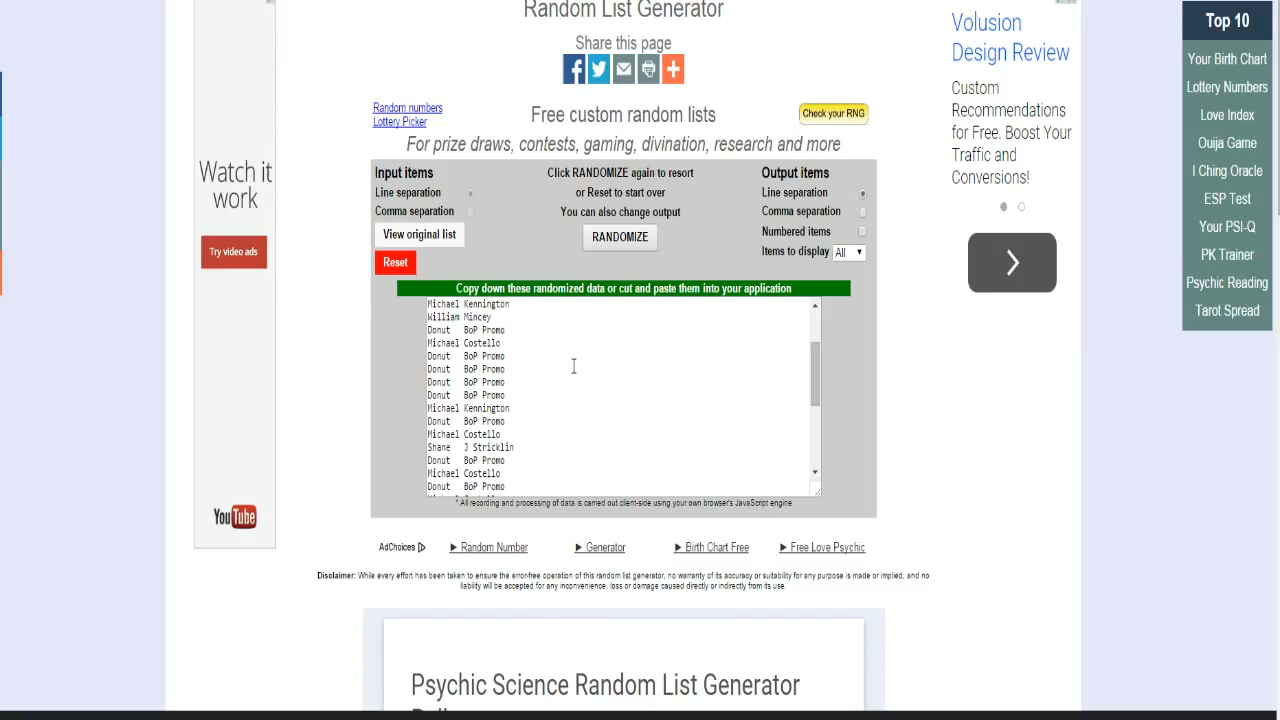 Random List Generator
Share this page
Random numbers
Lottery Picker
Free custom random lists
Check your RNG
For prize draws, contests, gaming, divination, research and more
Input items
Line separation
Comma separation
View original list
Reset
Click RANDOMIZE again to resort
or Reset to start over
You can also change output
RANDOMIZE
Output items
Line separation
Comma separation
Numbered items
Items to display All
Copy down these randomized data or cut and paste them into your application
Michael Kennington
William Mincey
Donut BoP Promo
Michael Costello
Donut BoP Promo
Donut BoP Promo
Donut BoP Promo
Donut BoP Promo
Michael Kennington
Donut BoP Promo
Michael Costello
Shane J Stricklin
Donut BoP Promo
Michael Costello
Donut BoP Promo
* All recording and processing of data is carried out client-side using your own browser's JavaScript engine
AdChoices
Random Number
Generator
Birth Chart Free
Free Love Psychic
Disclaimer: While every effort has been taken to ensure the error-free operation of this random list generator, no warranty of its accuracy or suitability for any purpose is made or implied, and no
liability will be accepted for any inconvenience, loss or damage caused directly or indirectly from its use.
Psychic Science Random List Generator
Watch it
work
Try video ads
YouTube
Volusion
Design Review
Custom
Recommendations
for Free. Boost Your
Traffic and
Conversions!
Top 10
Your Birth Chart
Lottery Numbers
Love Index
Ouija Game
I Ching Oracle
ESP Test
Your PSI-Q
PK Trainer
Psychic Reading
Tarot Spread